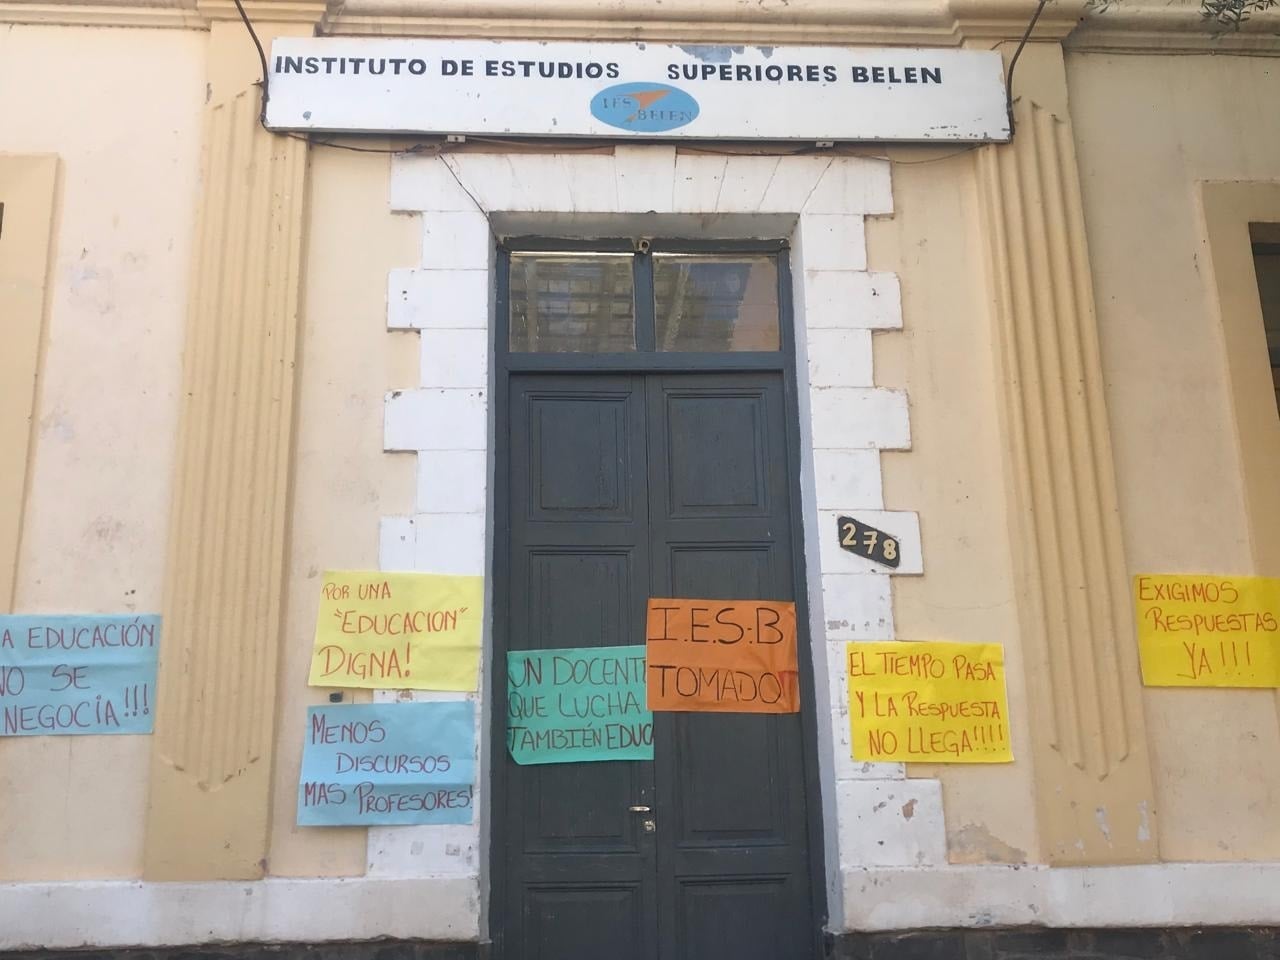 INSTITUTO DE ESTUDIOS SUPERIORES BELEN
IES
BELEN
278
A EDUCACIÓN
NO SE
NEGOCÍA!!!
POR UNA
"EDUCACION"
DIGNA!
MENOS
DISCURSOS
MAS PROFESORES!
UN DOCENTE
QUE LUCHA
TAMBIÉN EDUC
I.E.S.B
TOMADO
EL TIEMPO PASA
Y LA RESPUESTA
NO LLEGA!!!!
EXIGIMOS
RESPUESTAS
YA!!!